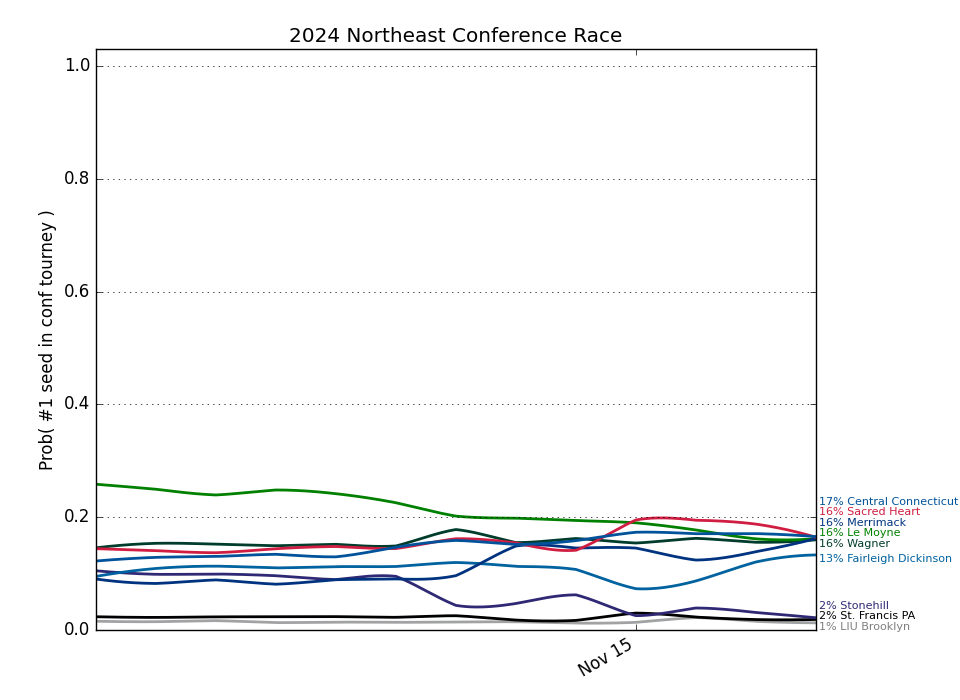 2024 Northeast Conference Race
1.0
0.8
0.6
0.4
0.2
0.0
Prob( #1 seed in conf tourney )
Nov 15
17% Central Connecticut
16% Sacred Heart
16% Merrimack
16% Le Moyne
16% Wagner
13% Fairleigh Dickinson
2% Stonehill
2% St. Francis PA
1% LIU Brooklyn